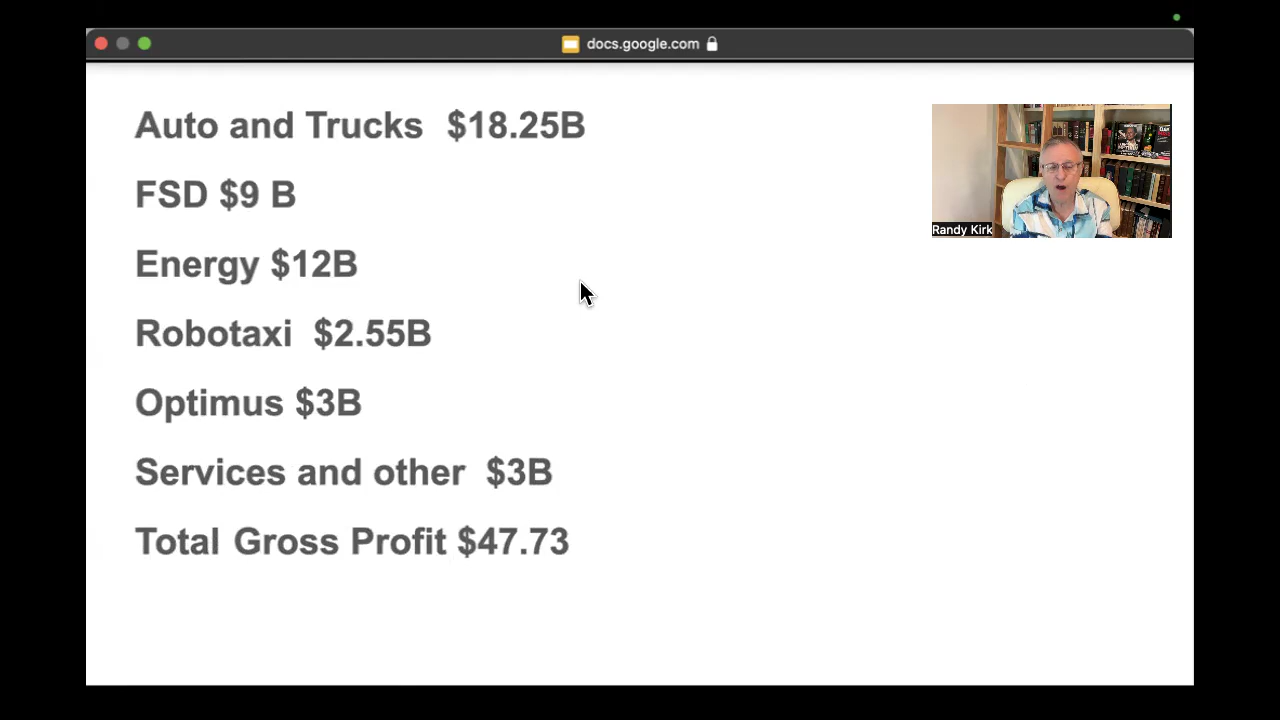 docs.google.com
Auto and Trucks $18.25B
FSD $9 B
Energy $12B
Robotaxi $2.55B
Optimus $3B
Services and other $3B
Total Gross Profit $47.73
Randy Kirk